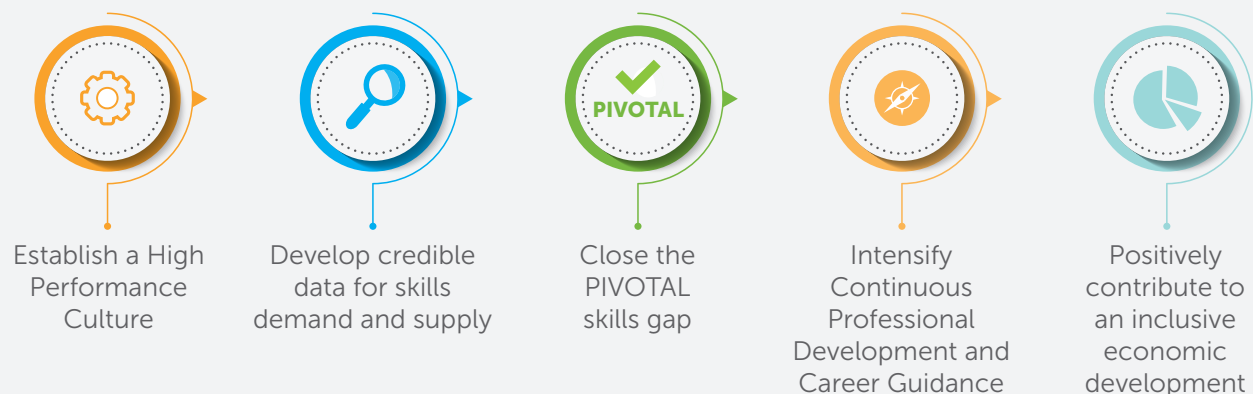 PIVOTAL
Establish a High
Performance
Culture
Develop credible
data for skills
demand and supply
Close the
PIVOTAL
skills gap
Intensify
Continuous
Professional
Development and
Career Guidance
Positively
contribute to
an inclusive
economic
development